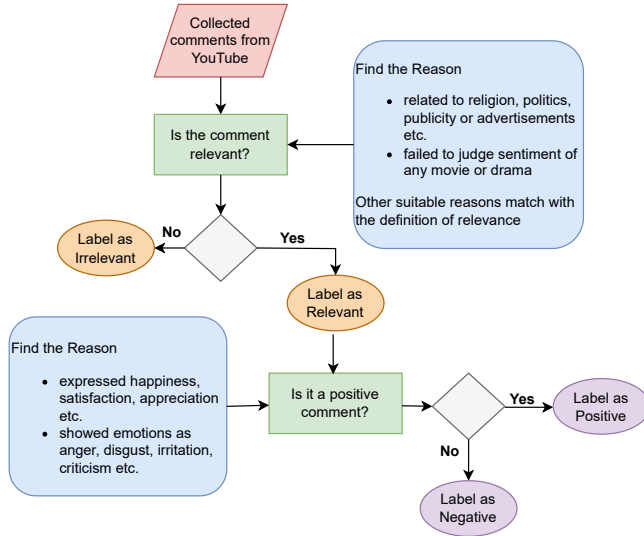 Collected
comments from
YouTube
Find the Reason
• related to religion, politics,
publicity or advertisements
etc.
• failed to judge sentiment of
any movie or drama
Other suitable reasons match with
the definition of relevance
Is the comment
relevant?
No
Yes
Label as
Irrelevant
Label as
Relevant
Find the Reason
• expressed happiness,
satisfaction, appreciation
etc.
• showed emotions as
anger, disgust, irritation,
criticism etc.
Is it a positive
comment?
Yes
Label as
Positive
No
Label as
Negative